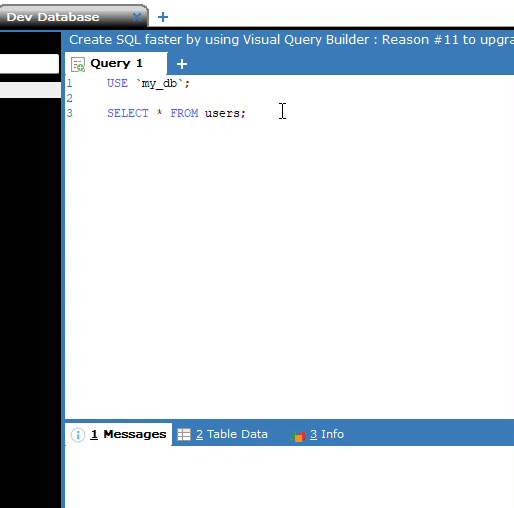 Dev Database
Create SQL faster by using Visual Query Builder : Reason #11 to upgra
Query 1
1 USE `my_db`;
2
3 SELECT * FROM users;
1 Messages 2 Table Data 3 Info